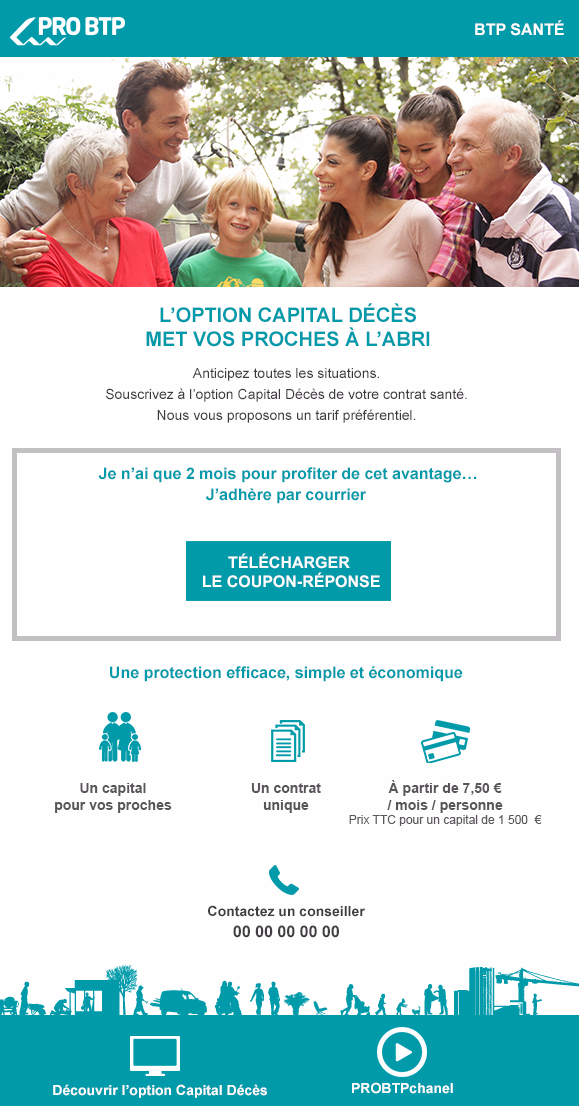 PRO BTP
BTP SANTÉ
L'OPTION CAPITAL DÉCÈS
MET VOS PROCHES À L'ABRI
Anticipez toutes les situations.
Souscrivez à l'option Capital Décès de votre contrat santé.
Nous vous proposons un tarif préférentiel.
Je n'ai que 2 mois pour profiter de cet avantage…
J'adhère par courrier
TÉLÉCHARGER
LE COUPON-RÉPONSE
Une protection efficace, simple et économique
Un capital
pour vos proches
Un contrat
unique
À partir de 7,50 €
/ mois / personne
Prix TTC pour un capital de 1 500 €
Contactez un conseiller
00 00 00 00 00
Découvrir l'option Capital Décès
PROBTPchanel